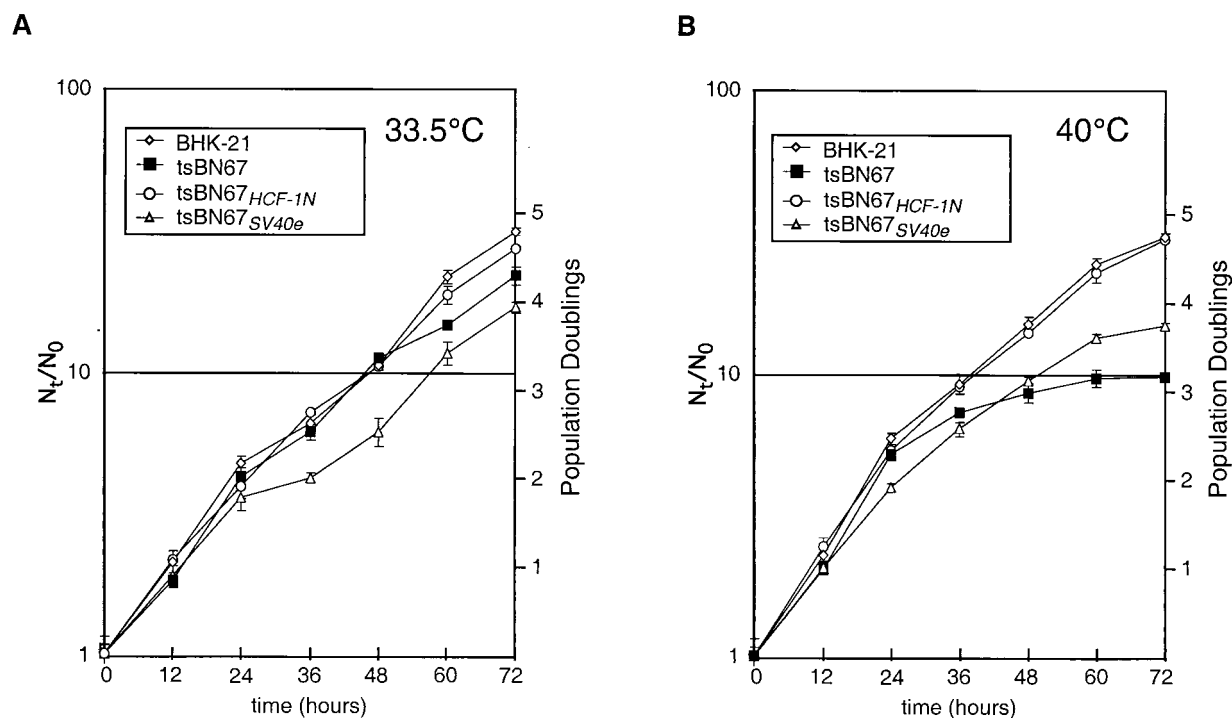 A
100
33.5°C
BHK-21
tsBN67
tsBN67HCF-1N
tsBN67SV40e
10
1
Nt/N0
5
4
3
2
1
Population Doublings
0 12 24 36 48 60 72
time (hours)
B
100
40°C
BHK-21
tsBN67
tsBN67HCF-1N
tsBN67SV40e
10
1
Nt/N0
5
4
3
2
1
Population Doublings
0 12 24 36 48 60 72
time (hours)